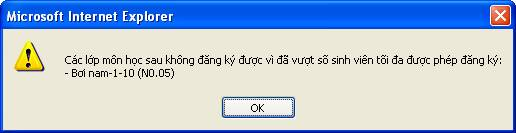 Microsoft Internet Explorer
Các lớp môn học sau không đăng ký được vì đã vượt số sinh viên tối đa được phép đăng ký:
- Bơi nam-1-10 (N0.05)
OK